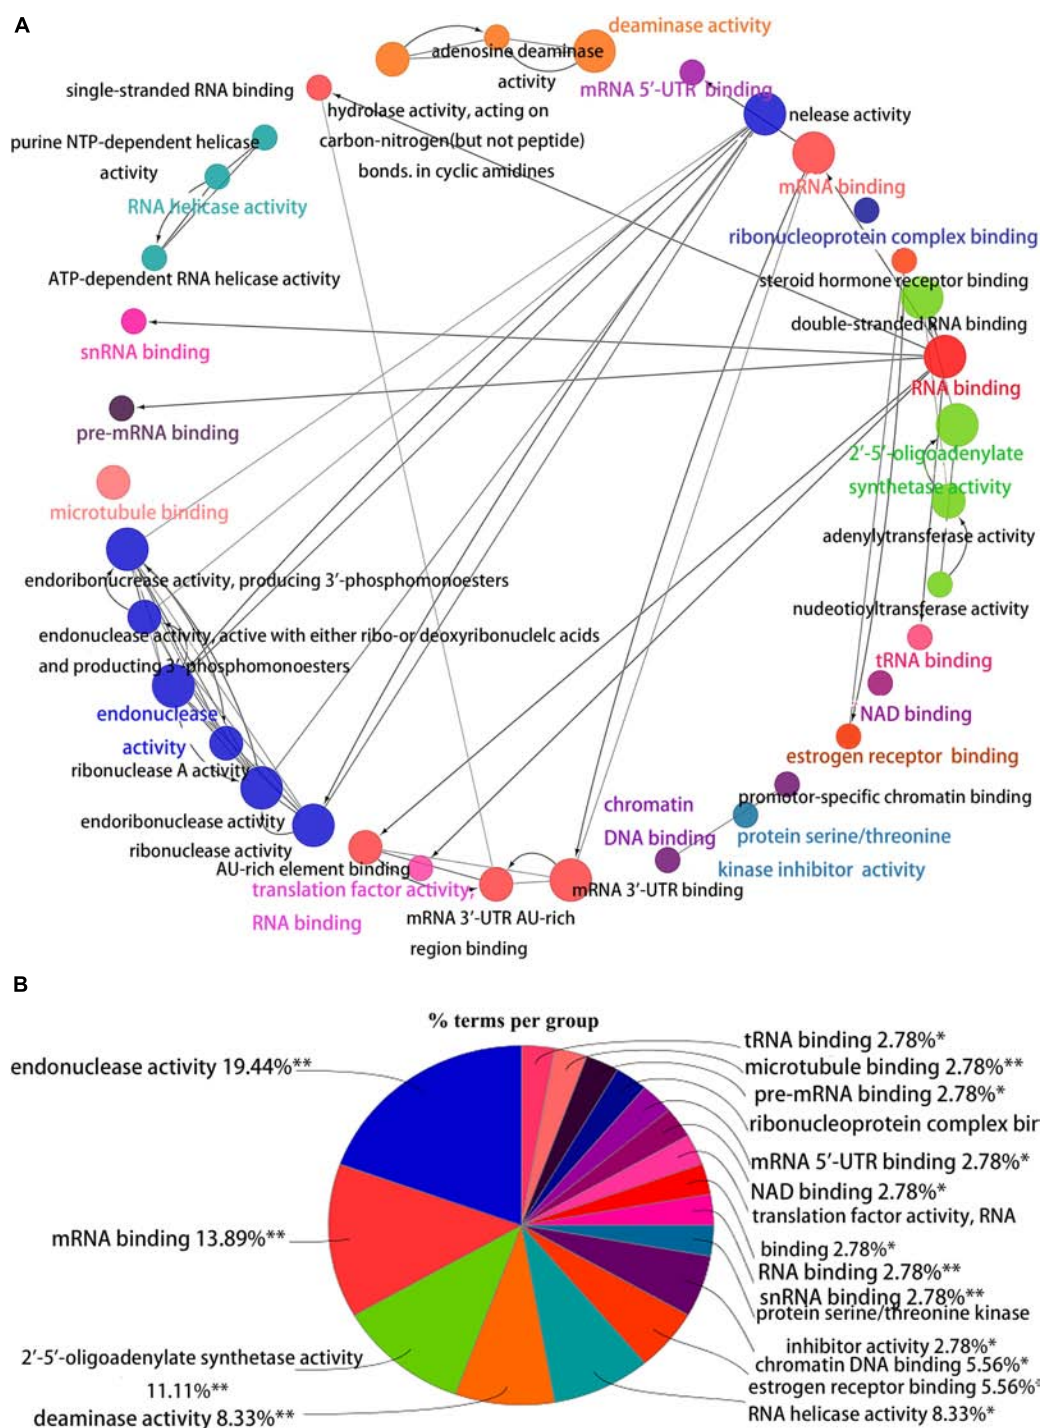 A
deaminase activity
adenosine deaminase
activity
single-stranded RNA binding
mRNA 5'-UTR binding
hydrolase activity, acting on
carbon-nitrogen(but not peptide)
bonds. in cyclic amidines
nelease activity
purine NTP-dependent helicase
activity
mRNA binding
RNA helicase activity
ribonucleoprotein complex binding
ATP-dependent RNA helicase activity
steroid hormone receptor binding
double-stranded RNA binding
snRNA binding
RNA binding
pre-mRNA binding
2'-5'-oligoadenylate
synthetase activity
microtubule binding
adenylytransferase activity
endoribonucrease activity, producing 3'-phosphomonoesters
nudeotioyltransferase activity
endonuclease activity, active with either ribo-or deoxyribonuclelc acids
and producting 3'-phosphomonoesters
tRNA binding
endonuclease
activity
NAD binding
estrogen receptor binding
ribonuclease A activity
promotor-specific chromatin binding
chromatin
DNA binding
endoribonuclease activity
protein serine/threonine
kinase inhibitor activity
ribonuclease activity
AU-rich element binding
translation factor activity,
RNA binding
mRNA 3'-UTR binding
mRNA 3'-UTR AU-rich
region binding
B
% terms per group
tRNA binding 2.78%*
endonuclease activity 19.44%**
microtubule binding 2.78%**
pre-mRNA binding 2.78%*
ribonucleoprotein complex
mRNA 5'-UTR binding 2.78%*
NAD binding 2.78%*
translation factor activity, RNA
binding 2.78%*
mRNA binding 13.89%**
RNA binding 2.78%**
snRNA binding 2.78%**
protein serine/threonine kinase
inhibitor activity 2.78%*
2'-5'-oligoadenylate synthetase activity
11.11%**
chromatin DNA binding 5.56%*
estrogen receptor binding 5.56%*
deaminase activity 8.33%**
RNA helicase activity 8.33%*